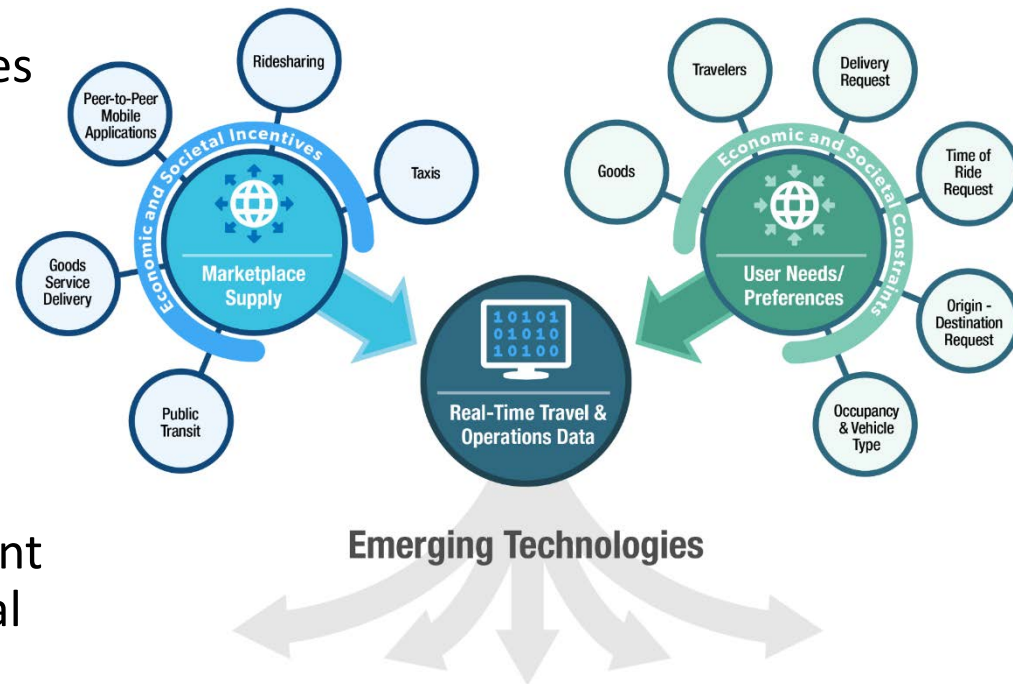 es
ent
al
Ridesharing
Peer-to-Peer
Mobile
Applications
Taxis
Goods
Service
Delivery
Public
Transit
Economic and Societal Incentives
Marketplace
Supply
10101
01010
10100
Real-Time Travel &
Operations Data
Travelers
Delivery
Request
Goods
Time of
Ride
Request
Origin -
Destination
Request
Occupancy
& Vehicle
Type
Economic and Societal Constraints
User Needs/
Preferences
Emerging Technologies